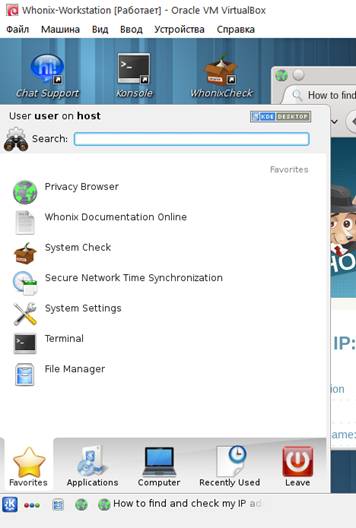 Whonix-Workstation [Работает] - Oracle VM VirtualBox
Файл Машина Вид Ввод Устройства Справка
Chat Support Konsole WhonixCheck
How to find
User user on host KDE DESKTOP
Search:
Favorites
Privacy Browser
Whonix Documentation Online
System Check
Secure Network Time Synchronization
IP:
System Settings
Terminal
File Manager
ion
ame:
Favorites Applications Computer Recently Used Leave
How to find and check my IP ad